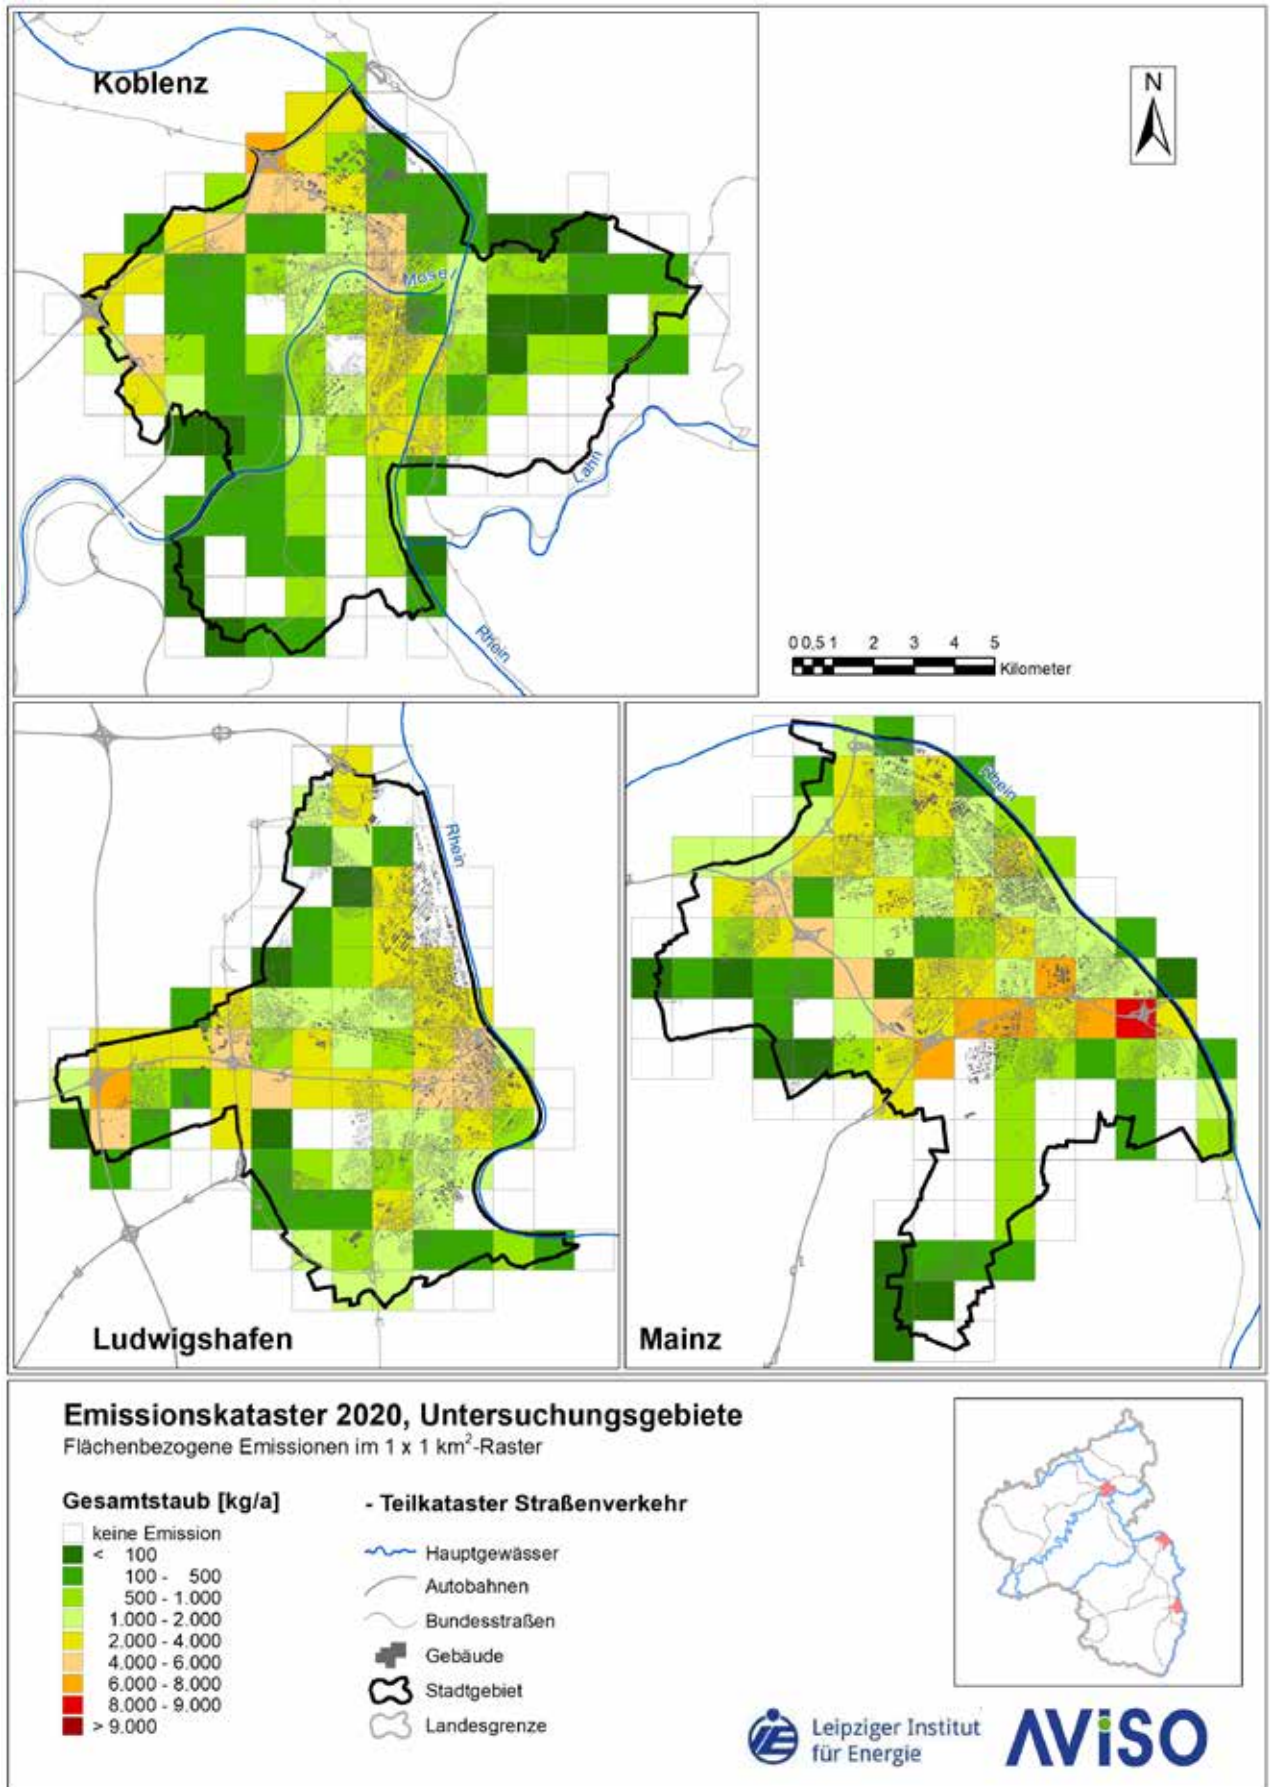 Koblenz
N
Mosel
Lahn
Rhein
0 0,5 1 2 3 4 5
Kilometer
Rhein
Rhein
Ludwigshafen
Mainz
Emissionskataster 2020, Untersuchungsgebiete
Flächenbezogene Emissionen im 1 x 1 km²-Raster
Gesamtstaub [kg/a]
keine Emission
< 100
100 - 500
500 - 1.000
1.000 - 2.000
2.000 - 4.000
4.000 - 6.000
6.000 - 8.000
8.000 - 9.000
> 9.000
- Teilkataster Straßenverkehr
Hauptgewässer
Autobahnen
Bundesstraßen
Gebäude
Stadtgebiet
Landesgrenze
Leipziger Institut
für Energie
AViSO